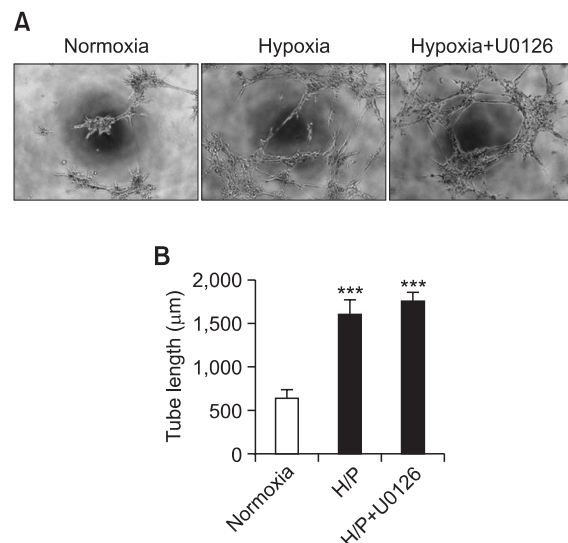 A
Normoxia Hypoxia Hypoxia+U0126
B
Tube length (μm)
2,000
1,500
1,000
500
0
*** ***
Normoxia H/P H/P+U0126